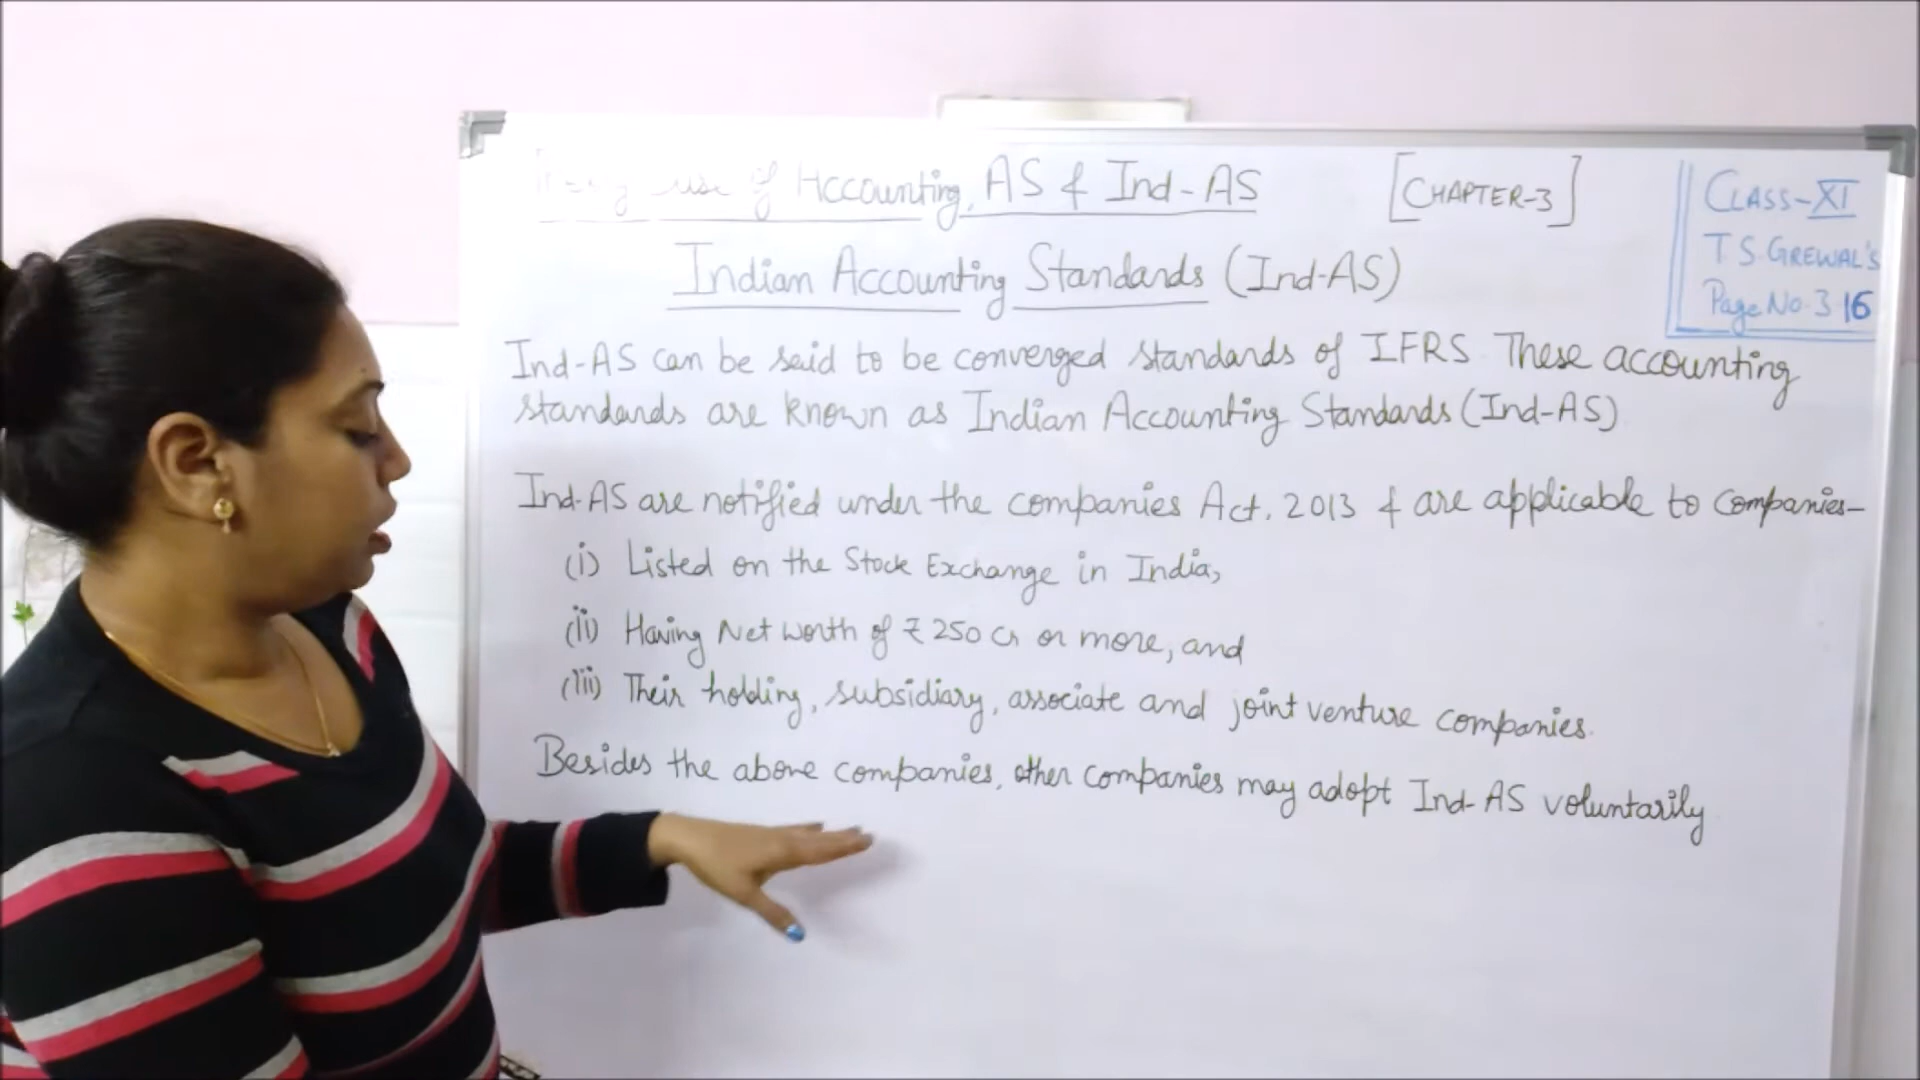 use of Accounting, AS & Ind-AS [CHAPTER-3]
CLASS-XI
T.S. GREWAL'S
Page No. 3.16
Indian Accounting Standards (Ind-AS)
Ind-AS can be said to be converged standards of IFRS. These accounting
standards are known as Indian Accounting Standards (Ind-AS)
Ind-AS are notified under the companies Act, 2013 & are applicable to Companies-
(i) Listed on the Stock Exchange in India,
(ii) Having Net Worth of ₹ 250 Cr or more, and
(iii) Their holding, subsidiary, associate and joint venture companies.
Besides the above companies, other companies may adopt Ind-AS voluntarily